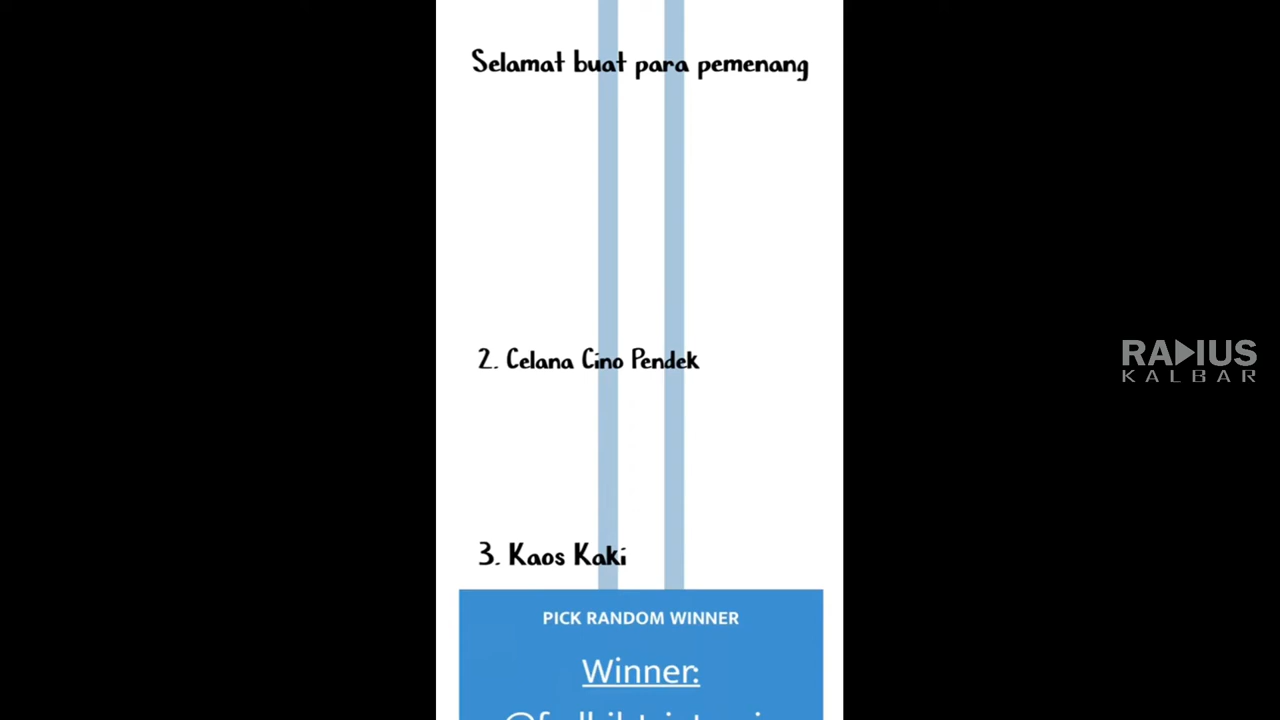 Selamat buat para pemenang
2. Celana Cino Pendek
3. Kaos Kaki
PICK RANDOM WINNER
Winner:
RADIUS
KALBAR